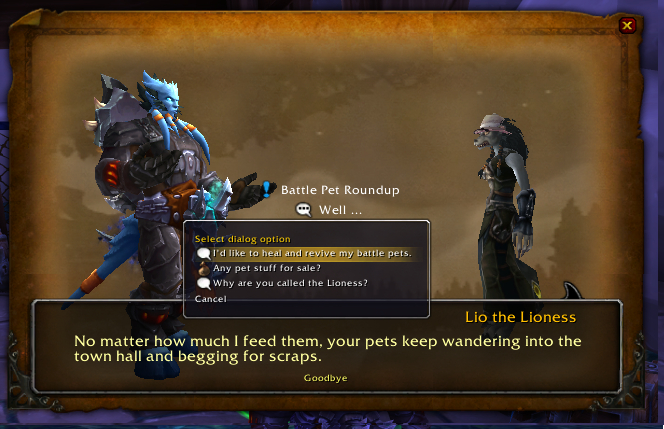 Battle Pet Roundup
Well ...
Select dialog option
I'd like to heal and revive my battle pets.
Any pet stuff for sale?
Why are you called the Lioness?
Cancel
Lio the Lioness
No matter how much I feed them, your pets keep wandering into the
town hall and begging for scraps.
Goodbye